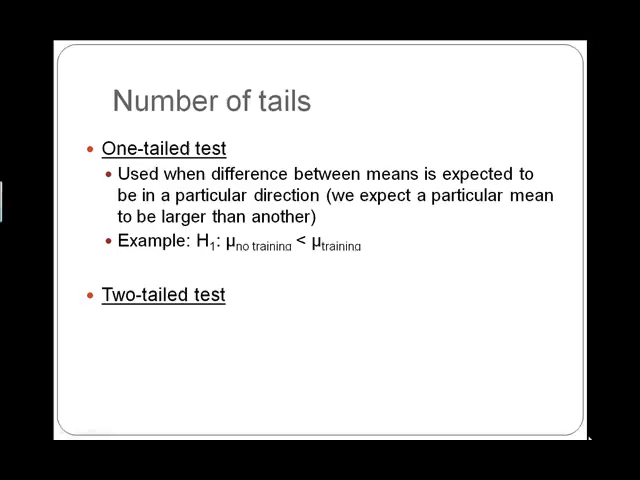 Number of tails
• One-tailed test
• Used when difference between means is expected to
be in a particular direction (we expect a particular mean
to be larger than another)
• Example: H₁: μno training < μtraining
• Two-tailed test